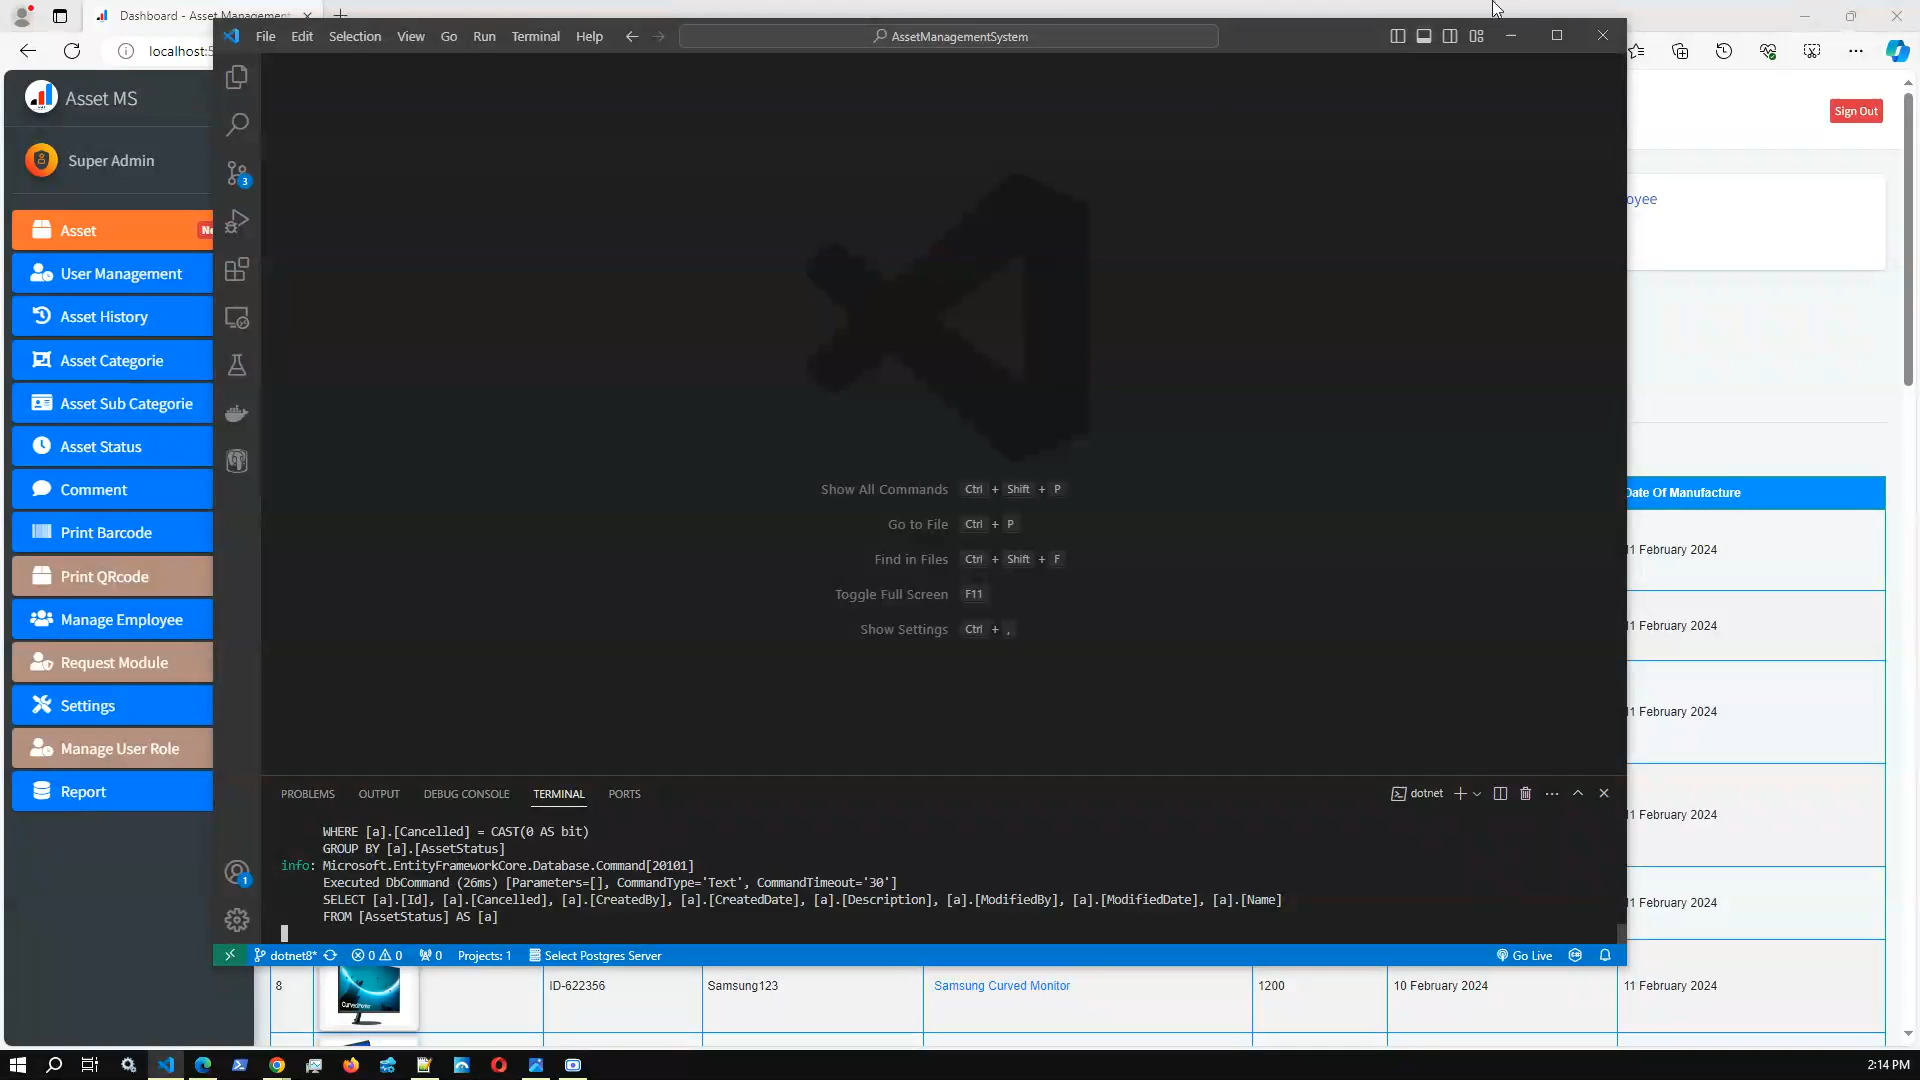 Dashboard - Asset Management
localhost:5
File Edit Selection View Go Run Terminal Help
AssetManagementSystem
Asset MS
Sign Out
Super Admin
oyee
Asset
Ne
User Management
Asset History
Asset Categorie
Asset Sub Categorie
Asset Status
Comment
Print Barcode
Print QRcode
Manage Employee
Request Module
Settings
Manage User Role
Report
3
Show All Commands Ctrl + Shift + P
Go to File Ctrl + P
Find in Files Ctrl + Shift + F
Toggle Full Screen F11
Show Settings Ctrl + ,
Date Of Manufacture
11 February 2024
11 February 2024
11 February 2024
11 February 2024
11 February 2024
PROBLEMS OUTPUT DEBUG CONSOLE TERMINAL PORTS
dotnet
WHERE [a].[Cancelled] = CAST(0 AS bit)
GROUP BY [a].[AssetStatus]
info: Microsoft.EntityFrameworkCore.Database.Command[20101]
Executed DbCommand (26ms) [Parameters=[], CommandType='Text', CommandTimeout='30']
SELECT [a].[Id], [a].[Cancelled], [a].[CreatedBy], [a].[CreatedDate], [a].[Description], [a].[ModifiedBy], [a].[ModifiedDate], [a].[Name]
FROM [AssetStatus] AS [a]
1
dotnet8* 0 0 0 Projects: 1 Select Postgres Server Go Live
8 ID-622356 Samsung123 Samsung Curved Monitor 1200 10 February 2024 11 February 2024
2:14 PM